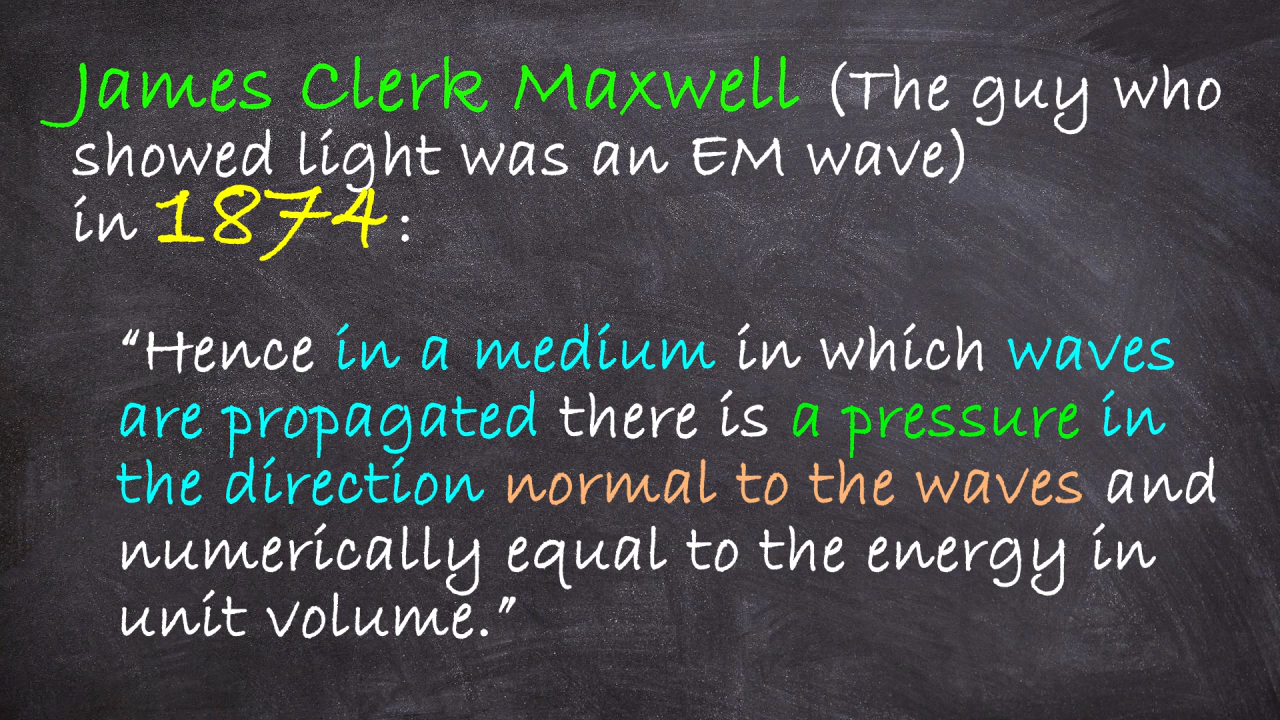 James Clerk Maxwell (The guy who
showed light was an EM wave)
in 1874:
“Hence in a medium in which waves
are propagated there is a pressure in
the direction normal to the waves and
numerically equal to the energy in
unit volume.”